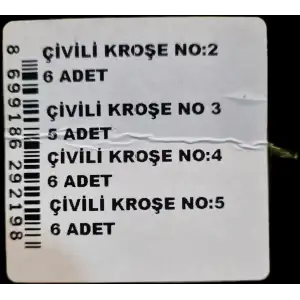 ÇİVİLİ KROŞE NO:2
6 ADET
ÇİVİLİ KROŞE NO 3
5 ADET
ÇİVİLİ KROŞE NO:4
6 ADET
ÇİVİLİ KROŞE NO:5
6 ADET
8 699186 292198